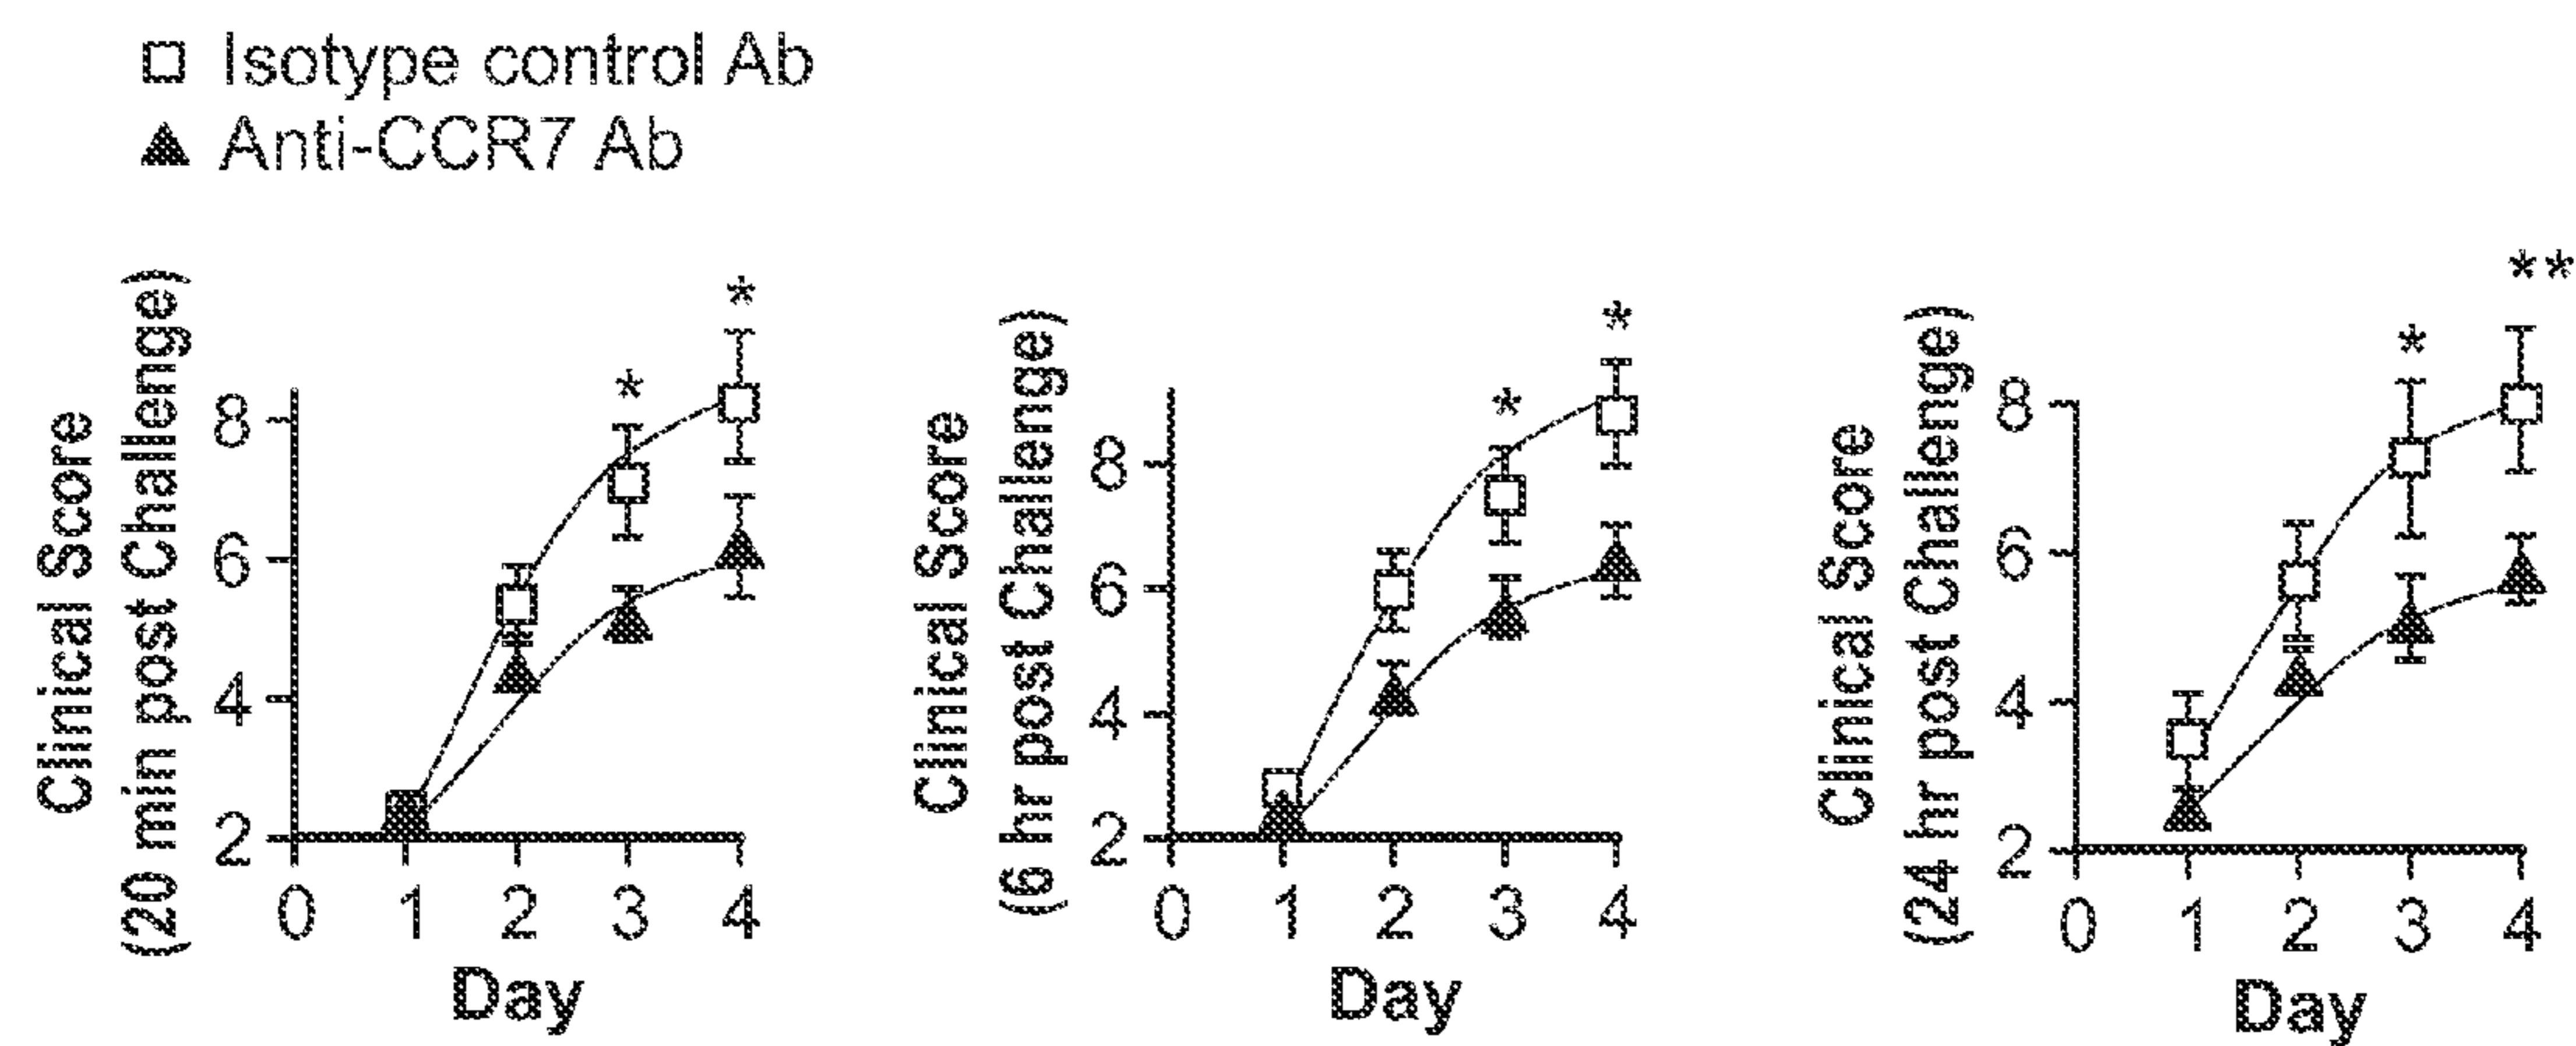 Isotype control Ab
Anti-CCR7 Ab
Clinical Score
(20 min post Challenge)
8
6
4
2
*
*
0 1 2 3 4
Day
Clinical Score
(6 hr post Challenge)
8
6
4
2
*
*
0 1 2 3 4
Day
Clinical Score
(24 hr post Challenge)
8
6
4
2
*
**
0 1 2 3 4
Day